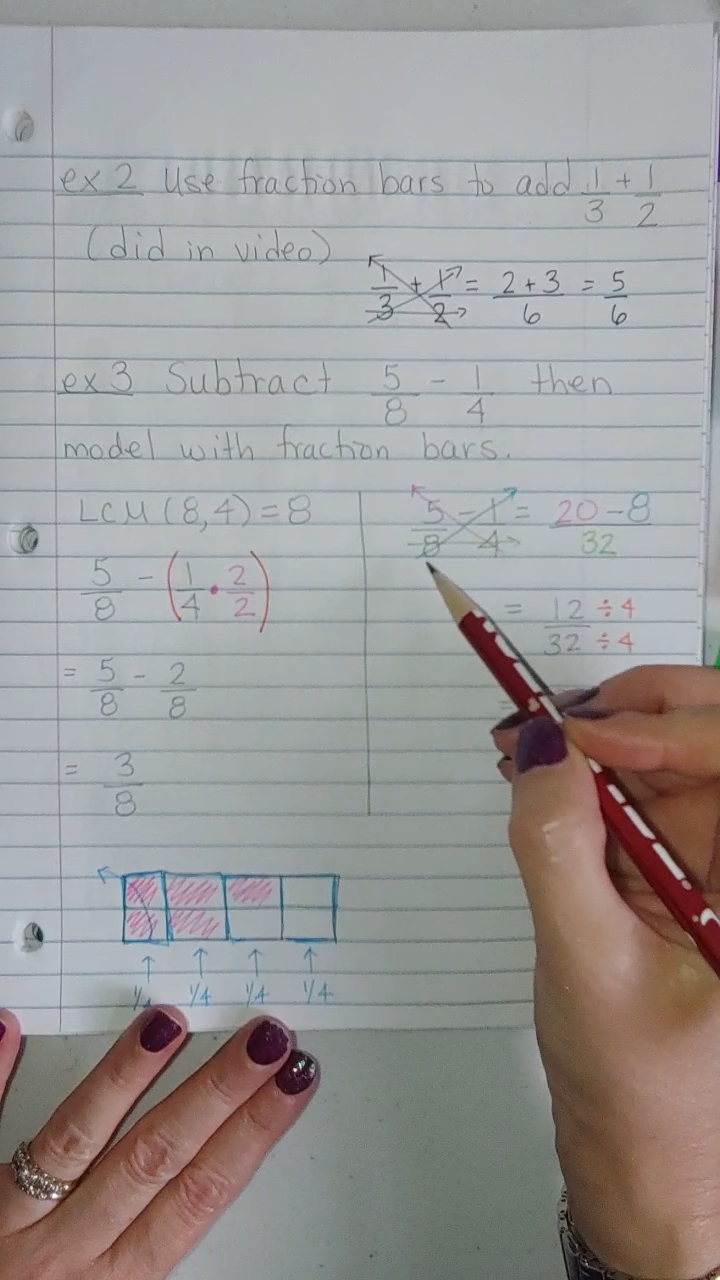 ex 2 Use fraction bars to add 1/3 + 1/2
(did in video)
1/3 + 1/2 = 2+3/6 = 5/6
ex 3 Subtract 5/8 - 1/4 then
model with fraction bars.
LCM (8,4) = 8
5/8 - (1/4 • 2/2)
= 5/8 - 2/8
= 3/8
5/8 - 1/4 = 20-8/32
= 12÷4/32÷4
=
1/4 1/4 1/4 1/4